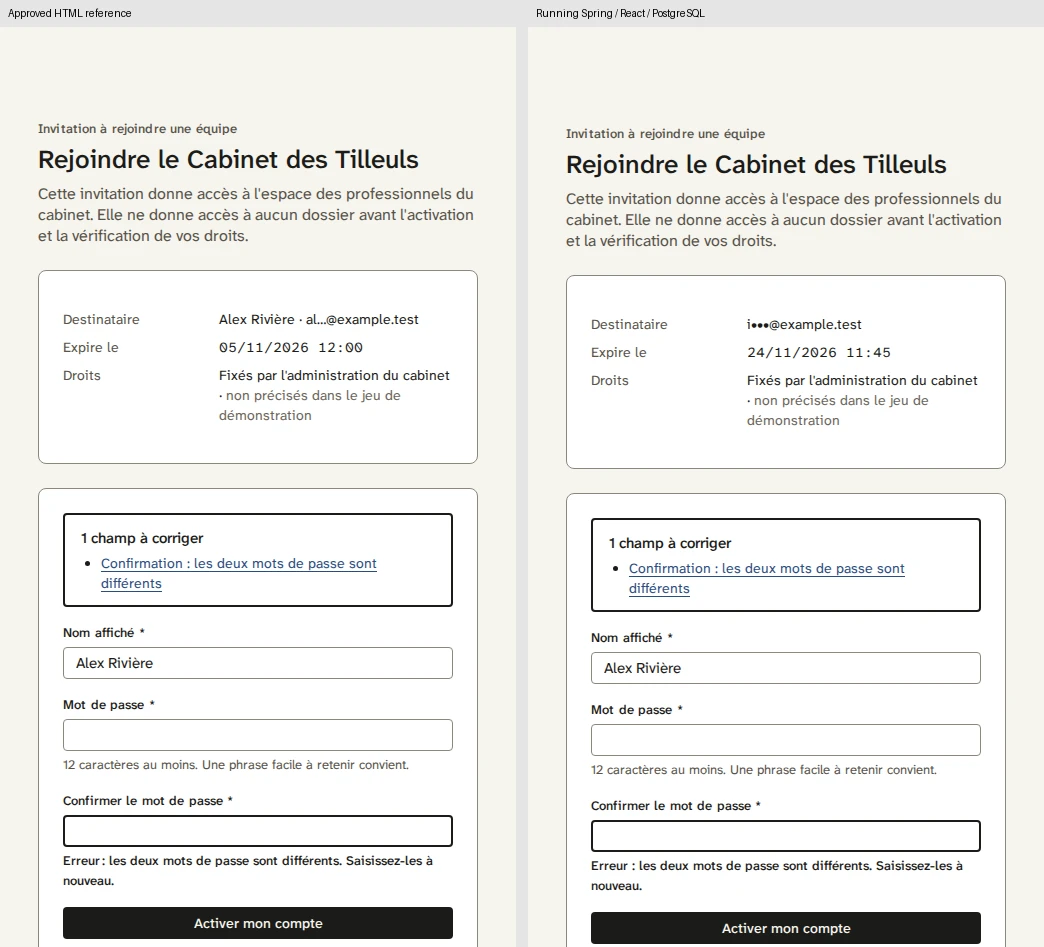 Approved HTML reference
Invitation à rejoindre une équipe
Rejoindre le Cabinet des Tilleuls
Cette invitation donne accès à l'espace des professionnels du
cabinet. Elle ne donne accès à aucun dossier avant l'activation
et la vérification de vos droits.
Destinataire Alex Rivière · al…@example.test
Expire le 05/11/2026 12:00
Droits Fixés par l'administration du cabinet
· non précisés dans le jeu de
démonstration
1 champ à corriger
• Confirmation : les deux mots de passe sont
différents
Nom affiché *
Alex Rivière
Mot de passe *
12 caractères au moins. Une phrase facile à retenir convient.
Confirmer le mot de passe *
Erreur : les deux mots de passe sont différents. Saisissez-les à
nouveau.
Activer mon compte
Running Spring / React / PostgreSQL
Invitation à rejoindre une équipe
Rejoindre le Cabinet des Tilleuls
Cette invitation donne accès à l'espace des professionnels du
cabinet. Elle ne donne accès à aucun dossier avant l'activation
et la vérification de vos droits.
Destinataire i•••@example.test
Expire le 24/11/2026 11:45
Droits Fixés par l'administration du cabinet
· non précisés dans le jeu de
démonstration
1 champ à corriger
• Confirmation : les deux mots de passe sont
différents
Nom affiché *
Alex Rivière
Mot de passe *
12 caractères au moins. Une phrase facile à retenir convient.
Confirmer le mot de passe *
Erreur : les deux mots de passe sont différents. Saisissez-les à
nouveau.
Activer mon compte